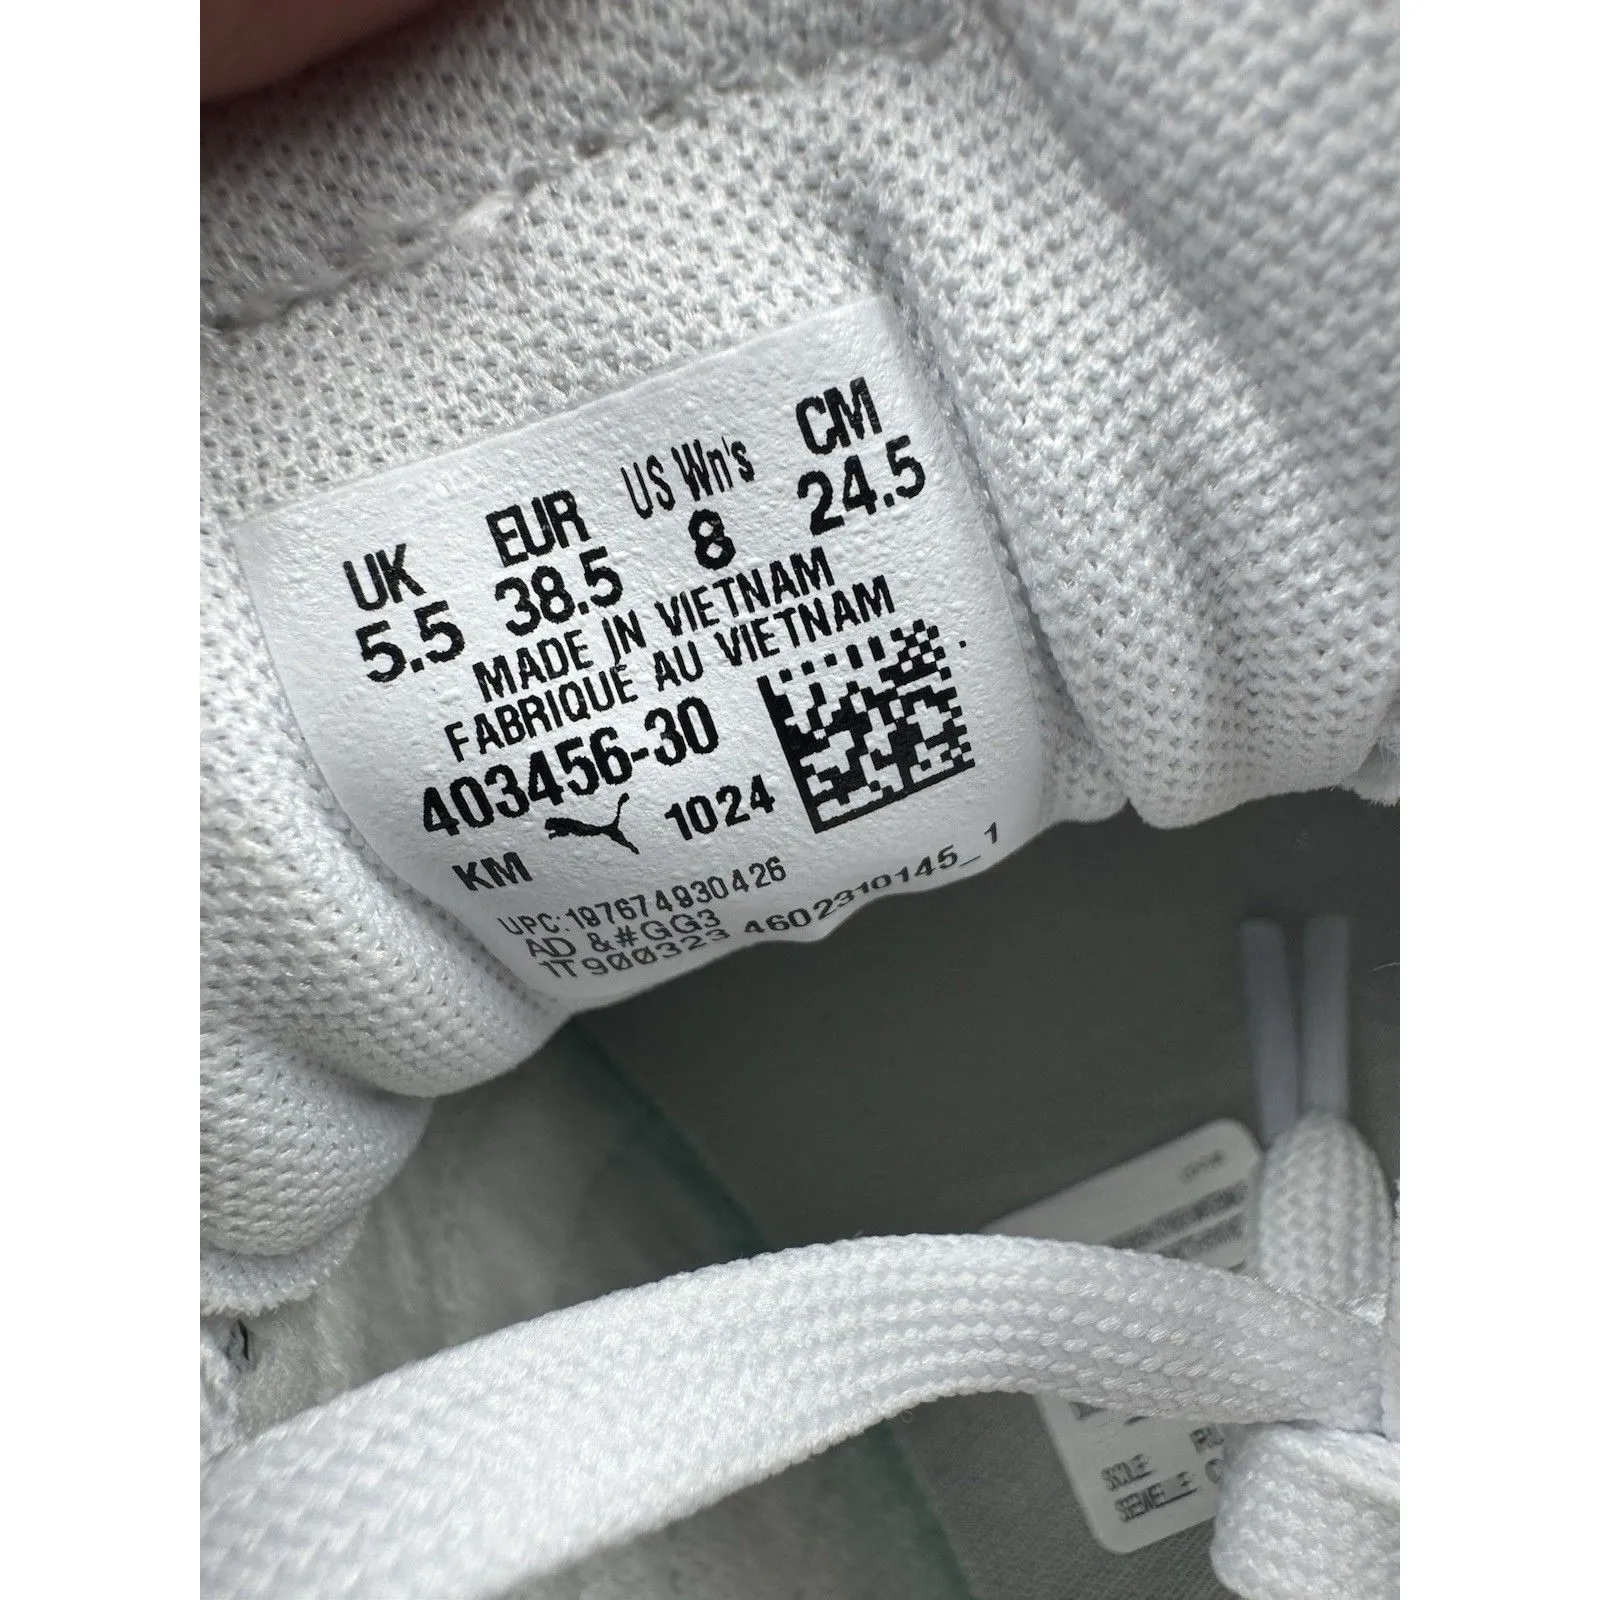 UK EUR US Wn's CM
5.5 38.5 8 24.5
MADE IN VIETNAM
FABRIQUE AU VIETNAM
403456-30
KM 1024
UPC:197674930426
AD &#GG3
1T900323 4602310145_1